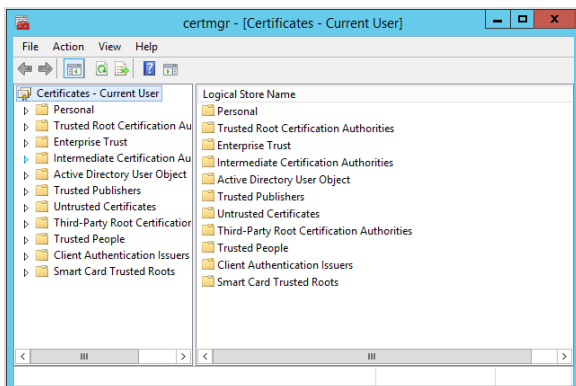 certmgr - [Certificates - Current User]
File Action View Help
Certificates - Current User
Personal
Trusted Root Certification Au
Enterprise Trust
Intermediate Certification Au
Active Directory User Object
Trusted Publishers
Untrusted Certificates
Third-Party Root Certification
Trusted People
Client Authentication Issuers
Smart Card Trusted Roots
Logical Store Name
Personal
Trusted Root Certification Authorities
Enterprise Trust
Intermediate Certification Authorities
Active Directory User Object
Trusted Publishers
Untrusted Certificates
Third-Party Root Certification Authorities
Trusted People
Client Authentication Issuers
Smart Card Trusted Roots